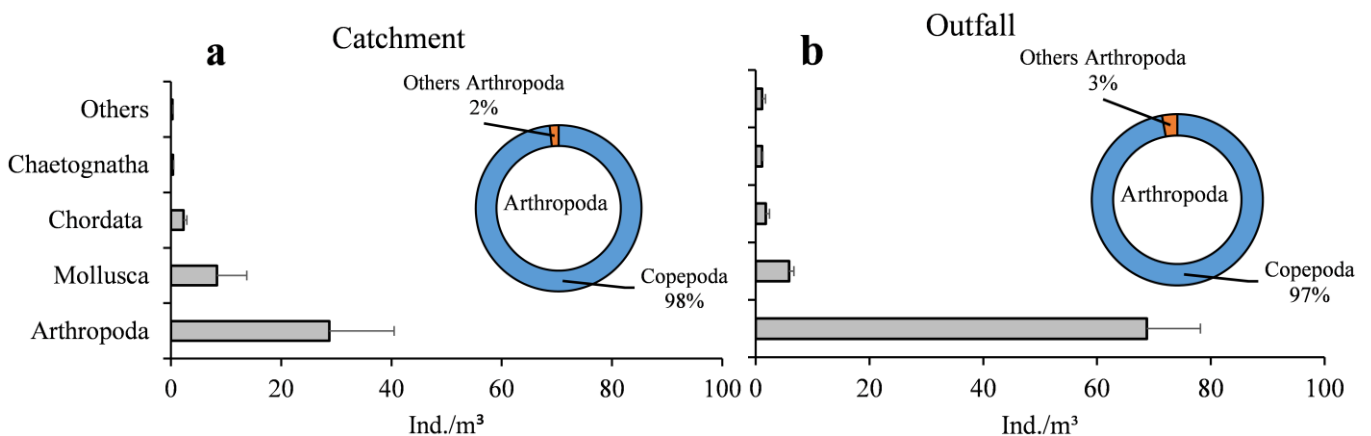 a
Catchment
Others Arthropoda
2%
Others
Chaetognatha
Chordata
Mollusca
Arthropoda
Arthropoda
Copepoda
98%
0 20 40 60 80 100
Ind./m³
b
Outfall
Others Arthropoda
3%
Arthropoda
Copepoda
97%
0 20 40 60 80 100
Ind./m³